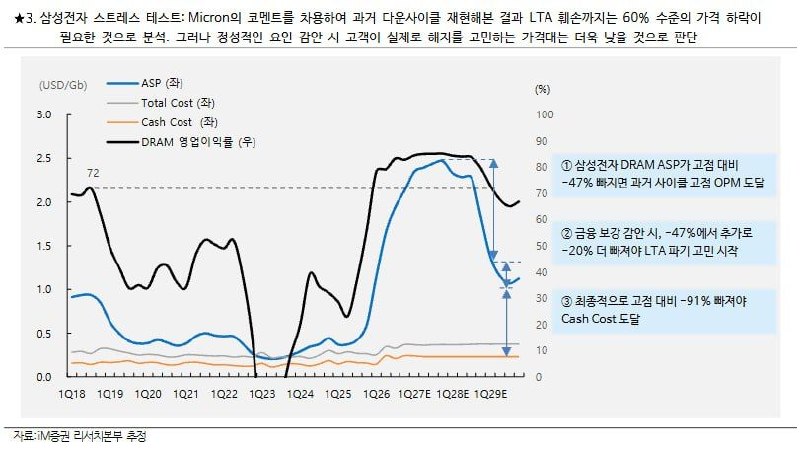 ★3. 삼성전자 스트레스 테스트: Micron의 코멘트를 차용하여 과거 다운사이클 재현해본 결과 LTA 훼손까지는 60% 수준의 가격 하락이
필요한 것으로 분석. 그러나 정성적인 요인 감안 시 고객이 실제로 해지를 고민하는 가격대는 더욱 낮을 것으로 판단
(USD/Gb)
ASP (좌)
Total Cost (좌)
Cash Cost (좌)
DRAM 영업이익률 (우)
(%)
3.0
2.5
2.0
1.5
1.0
0.5
0.0
72
100
90
80
70
60
50
40
30
20
10
0
1Q18 1Q19 1Q20 1Q21 1Q22 1Q23 1Q24 1Q25 1Q26 1Q27E 1Q28E 1Q29E
① 삼성전자 DRAM ASP가 고점 대비
-47% 빠지면 과거 사이클 고점 OPM 도달
② 금융 보강 감안 시, -47%에서 추가로
-20% 더 빠져야 LTA 파기 고민 시작
③ 최종적으로 고점 대비 -91% 빠져야
Cash Cost 도달
자료:iM증권 리서치본부 추정